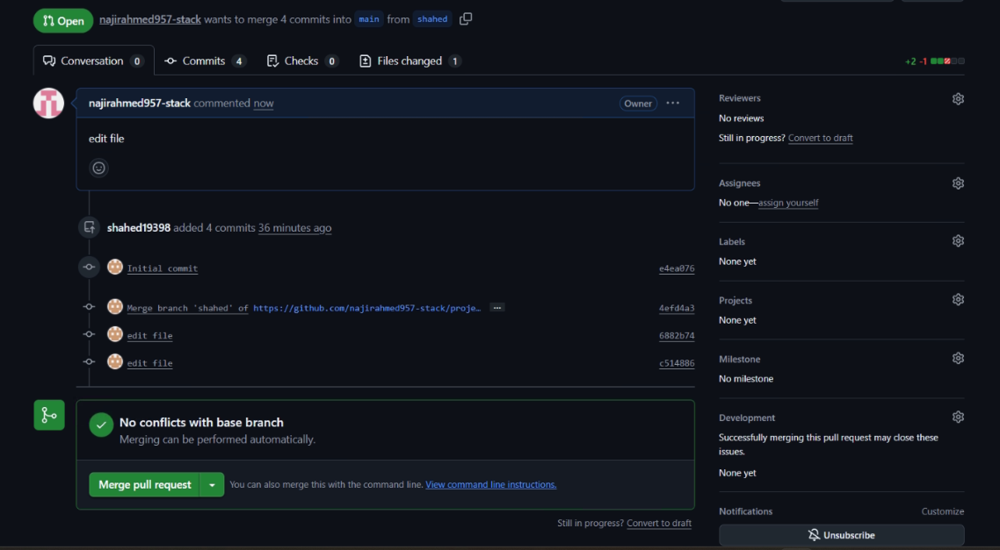 Open najirahmed957-stack wants to merge 4 commits into main from shahed
Conversation 0 Commits 4 Checks 0 Files changed 1 +2 -1
najirahmed957-stack commented now Owner ...
edit file
shahed19398 added 4 commits 36 minutes ago
Initial commit e4ea076
Merge branch 'shahed' of https://github.com/najirahmed957-stack/proje… ... 4efd4a3
edit file 6882b74
edit file c514886
No conflicts with base branch
Merging can be performed automatically.
Merge pull request You can also merge this with the command line. View command line instructions.
Still in progress? Convert to draft
Reviewers
No reviews
Still in progress? Convert to draft
Assignees
No one—assign yourself
Labels
None yet
Projects
None yet
Milestone
No milestone
Development
Successfully merging this pull request may close these
issues.
None yet
Notifications Customize
Unsubscribe